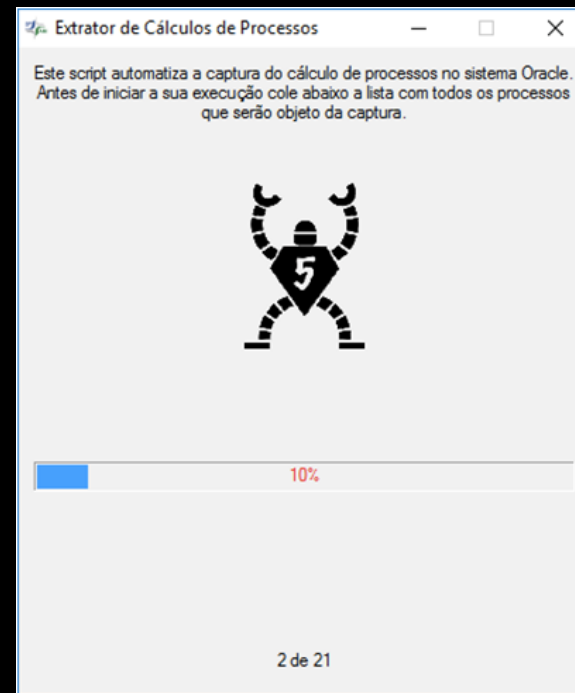 Extrator de Cálculos de Processos
Este script automatiza a captura do cálculo de processos no sistema Oracle.
Antes de iniciar a sua execução cole abaixo a lista com todos os processos
que serão objeto da captura.
5
10%
2 de 21